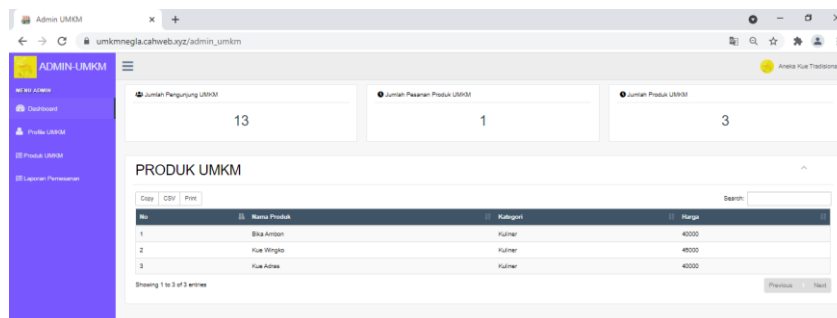 Admin UMKM
umkmnegla.cahweb.xyz/admin_umkm
ADMIN-UMKM
Aneka Kue Tradisiona
MENU ADMIN
Dashboard
Profile UMKM
Produk UMKM
Laporan Pemesanan
Jumlah Pengunjung UMKM
13
Jumlah Pesanan Produk UMKM
1
Jumlah Produk UMKM
3
PRODUK UMKM
Copy CSV Print
Search:
No Nama Produk Kategori Harga
1 Bika Ambon Kuliner 40000
2 Kue Wingko Kuliner 45000
3 Kue Adras Kuliner 40000
Showing 1 to 3 of 3 entries
Previous 1 Next